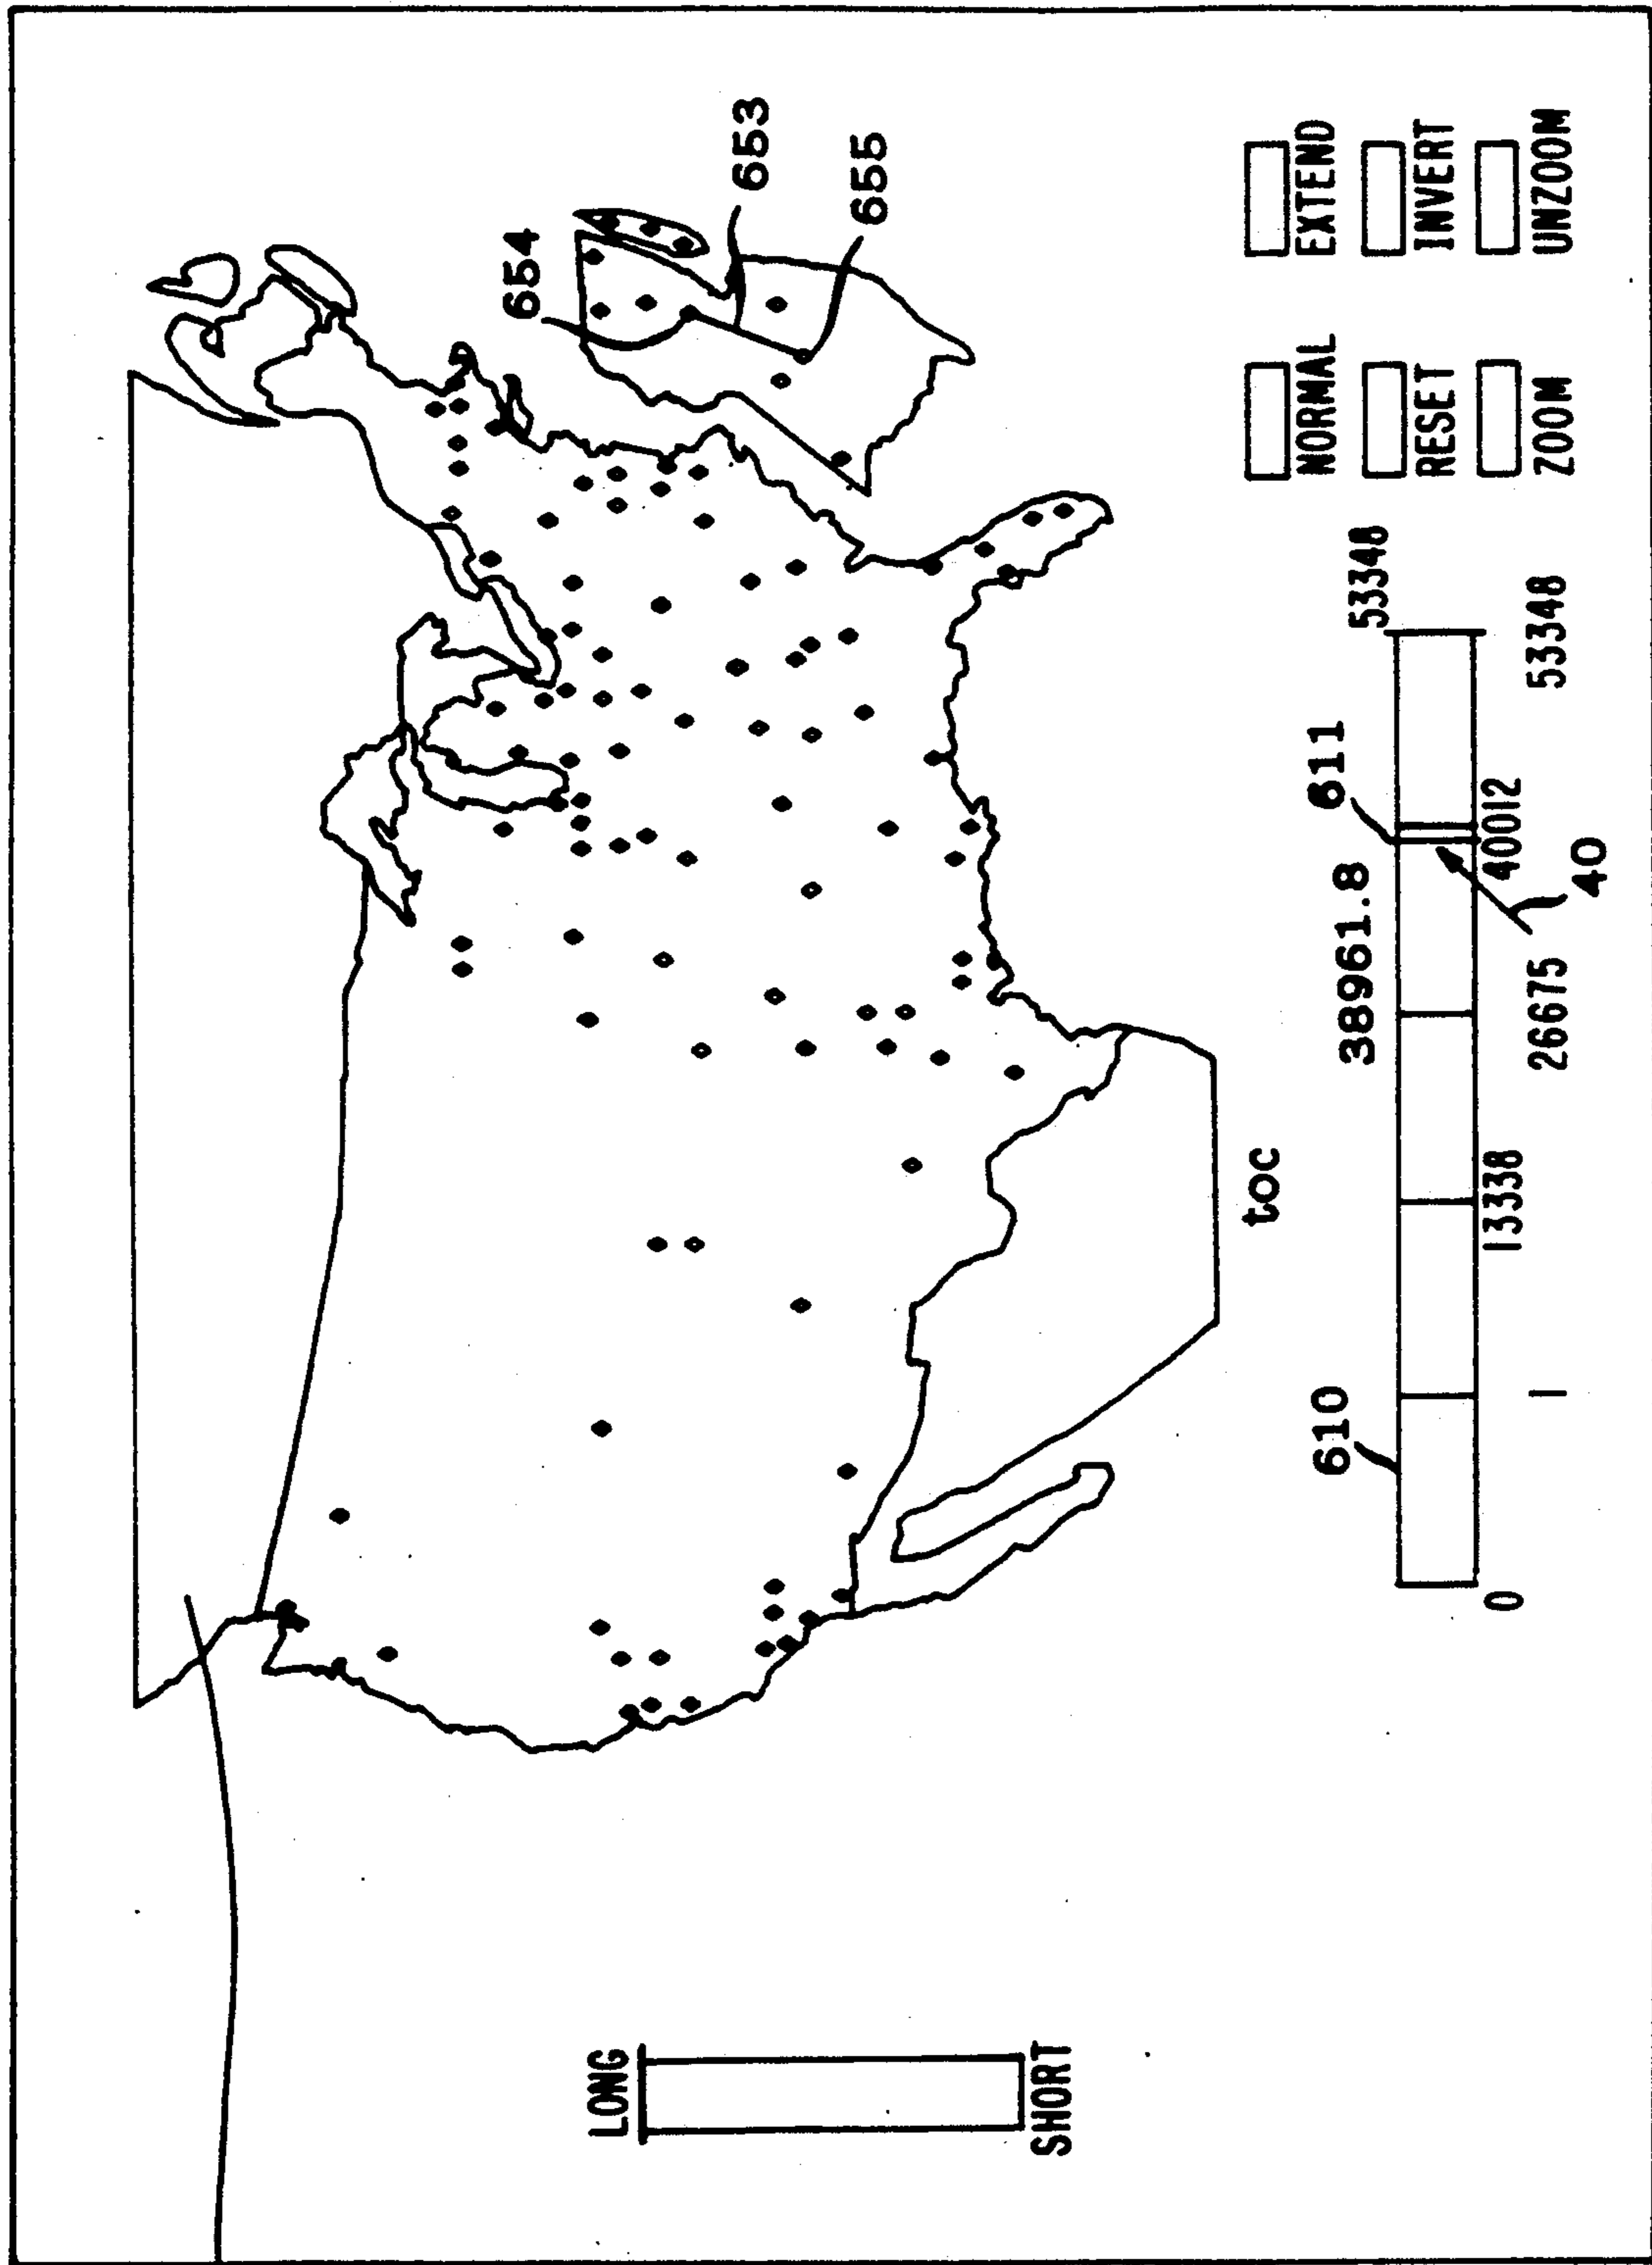 654
LONG
653
655
SHORT
toc
NORMAL EXTEND
610 611
38961.8 53348
RESET INVERT
0 13338 40012
1 26675 53348
ZOOM UNZOOM
40